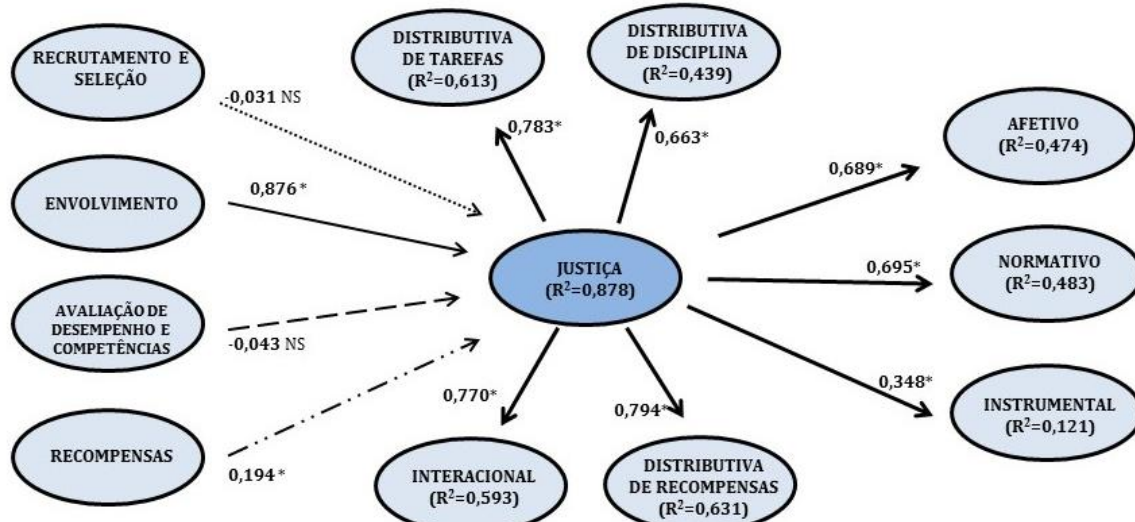 RECRUTAMENTO E
SELEÇÃO
-0,031 NS
ENVOLVIMENTO
0,876*
AVALIAÇÃO DE
DESEMPENHO E
COMPETÊNCIAS
-0,043 NS
RECOMPENSAS
0,194*
DISTRIBUTIVA
DE TAREFAS
(R²=0,613)
0,783*
DISTRIBUTIVA
DE DISCIPLINA
(R²=0,439)
0,663*
JUSTIÇA
(R²=0,878)
0,770*
INTERACIONAL
(R²=0,593)
0,794*
DISTRIBUTIVA
DE RECOMPENSAS
(R²=0,631)
0,689*
AFETIVO
(R²=0,474)
0,695*
NORMATIVO
(R²=0,483)
0,348*
INSTRUMENTAL
(R²=0,121)